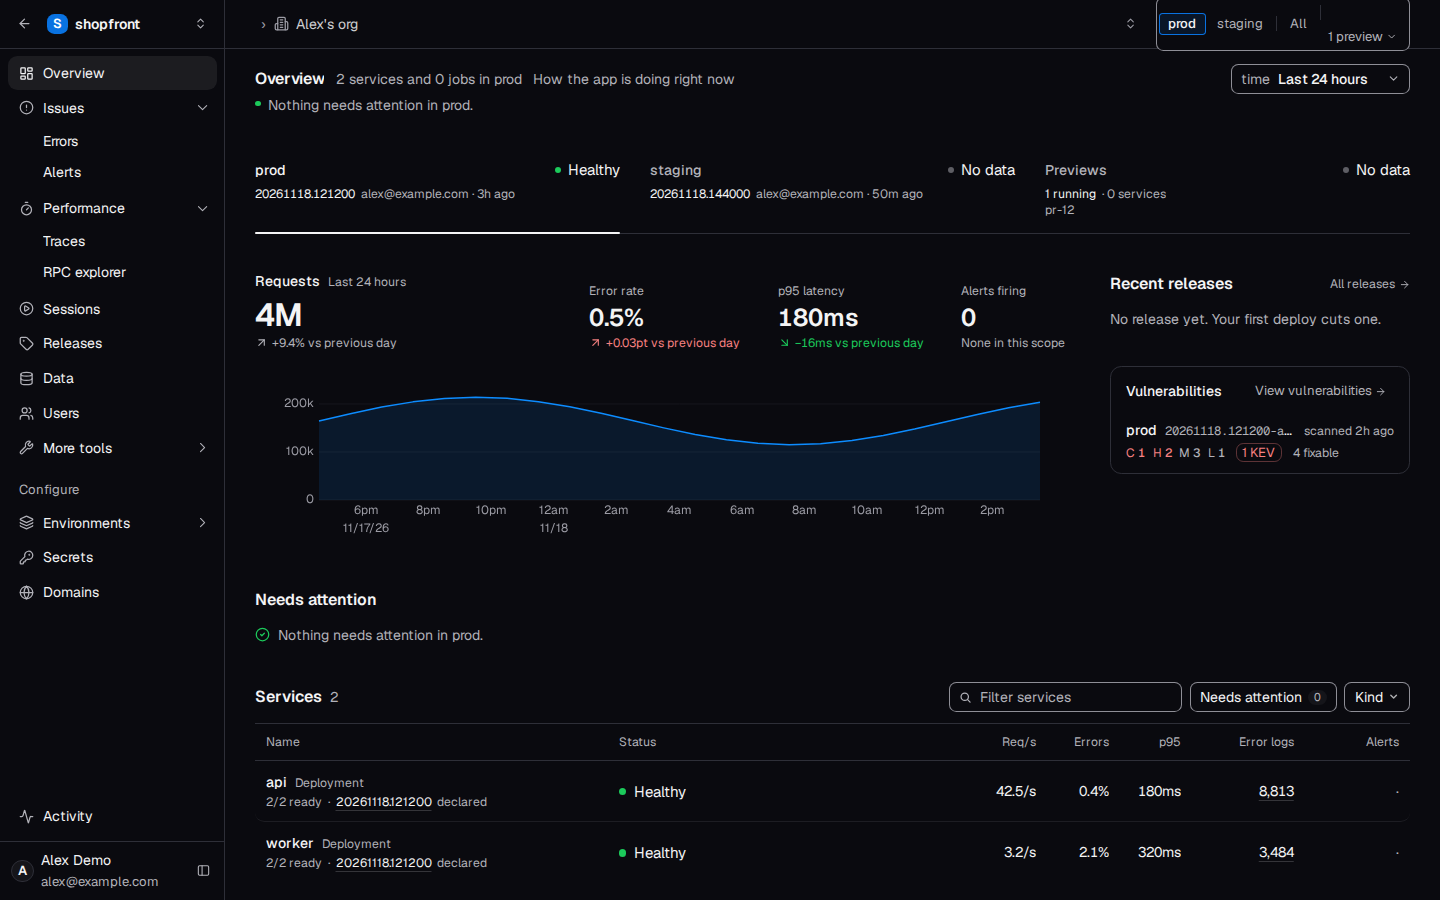 S shopfront
Alex's org
prod staging All 1 preview
Overview
Issues
Errors
Alerts
Performance
Traces
RPC explorer
Sessions
Releases
Data
Users
More tools
Configure
Environments
Secrets
Domains
Activity
A Alex Demo
alex@example.com
Overview 2 services and 0 jobs in prod How the app is doing right now
time Last 24 hours
Nothing needs attention in prod.
prod Healthy
20261118.121200 alex@example.com · 3h ago
staging No data
20261118.144000 alex@example.com · 50m ago
Previews No data
1 running · 0 services
pr-12
Requests Last 24 hours
4M
+9.4% vs previous day
Error rate
0.5%
+0.03pt vs previous day
p95 latency
180ms
−16ms vs previous day
Alerts firing
0
None in this scope
200k
100k
0
6pm 8pm 10pm 12am 2am 4am 6am 8am 10am 12pm 2pm
11/17/26 11/18
Recent releases All releases →
No release yet. Your first deploy cuts one.
Vulnerabilities View vulnerabilities →
prod 20261118.121200-a… scanned 2h ago
C 1 H 2 M 3 L 1 1 KEV 4 fixable
Needs attention
Nothing needs attention in prod.
Services 2
Filter services Needs attention 0 Kind
Name Status Req/s Errors p95 Error logs Alerts
api Deployment
2/2 ready · 20261118.121200 declared
Healthy 42.5/s 0.4% 180ms 8,813 ·
worker Deployment
2/2 ready · 20261118.121200 declared
Healthy 3.2/s 2.1% 320ms 3,484 ·